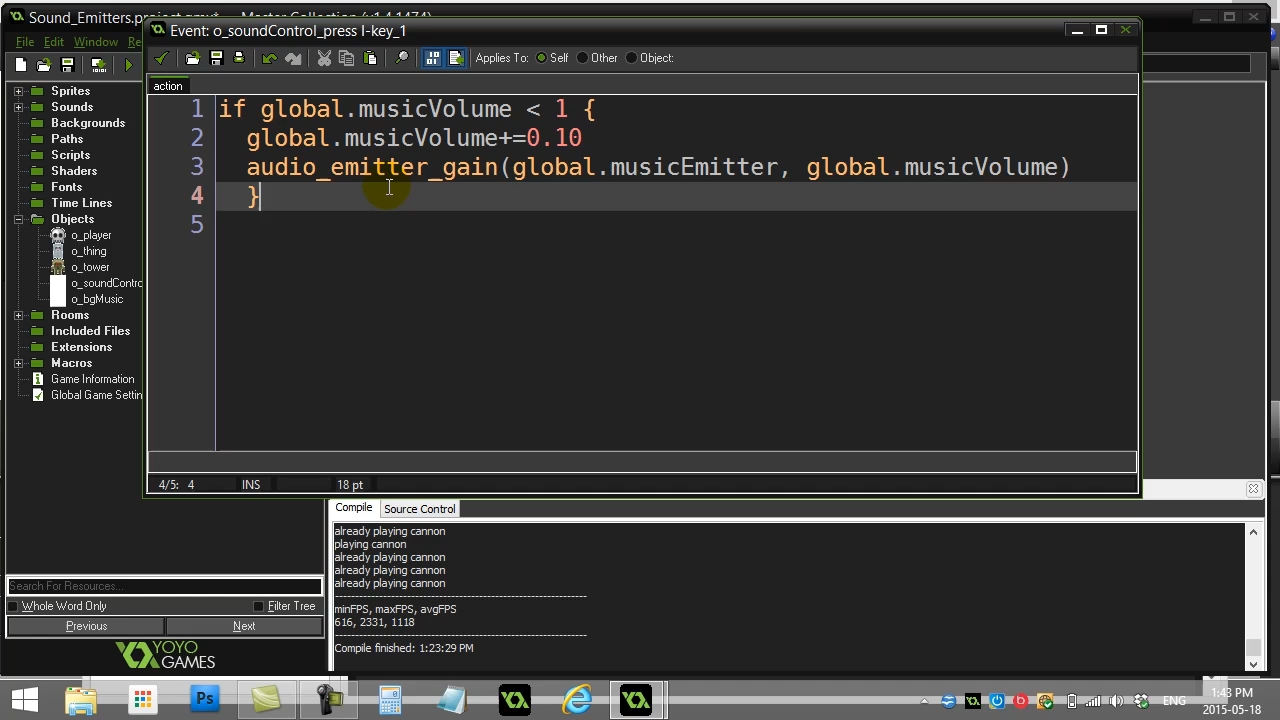 Sound_Emitters.project.gmx* - Master Collection (v1.4.1474)
File Edit Window Re
Event: o_soundControl_press I-key_1
Applies To: Self Other Object:
action
1 if global.musicVolume < 1 {
2 global.musicVolume+=0.10
3 audio_emitter_gain(global.musicEmitter, global.musicVolume)
4 }
5
4/5: 4 INS 18 pt
Sprites
Sounds
Backgrounds
Paths
Scripts
Shaders
Fonts
Time Lines
Objects
o_player
o_thing
o_tower
o_soundContro
o_bgMusic
Rooms
Included Files
Extensions
Macros
Game Information
Global Game Settin
Search For Resources...
Whole Word Only Filter Tree
Previous Next
YOYO
GAMES
Compile Source Control
already playing cannon
playing cannon
already playing cannon
already playing cannon
already playing cannon
minFPS, maxFPS, avgFPS
616, 2331, 1118
Compile finished: 1:23:29 PM
Ps
ENG
1:43 PM
2015-05-18